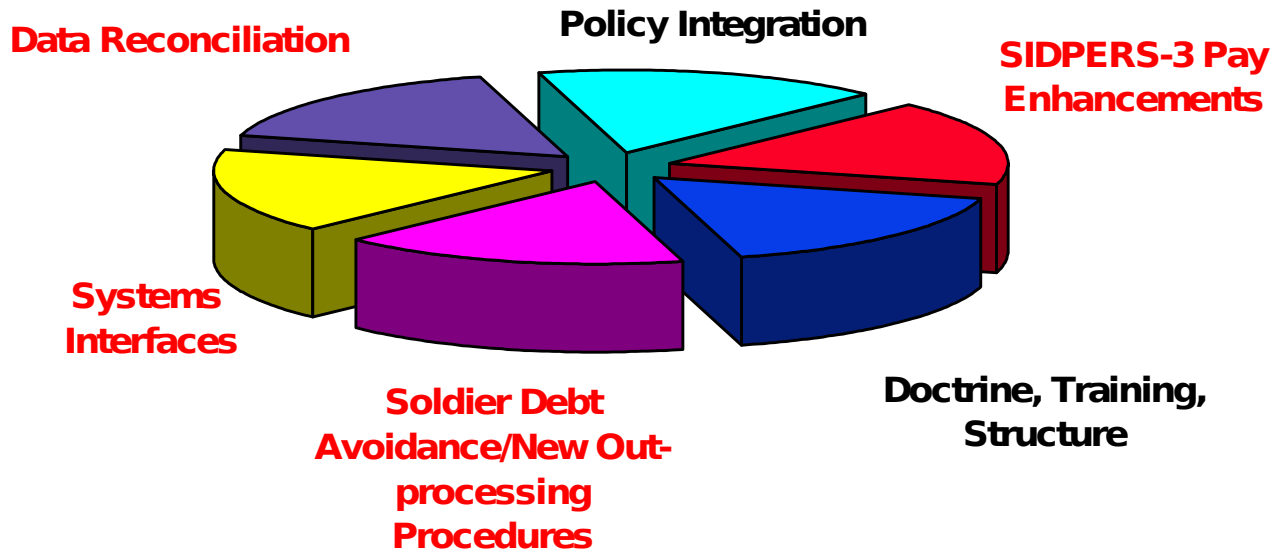 Policy Integration
Data Reconciliation
SIDPERS-3 Pay
Enhancements
Systems
Interfaces
Doctrine, Training,
Structure
Soldier Debt
Avoidance/New Out-
processing
Procedures